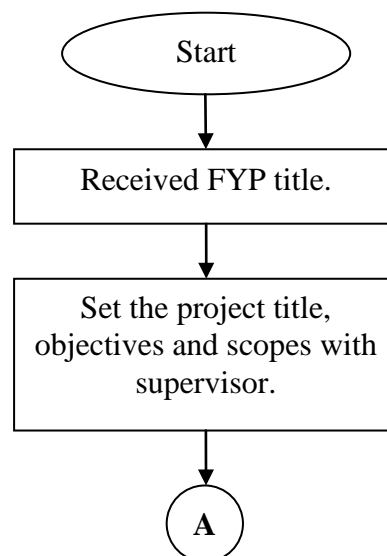 Start
Received FYP title.
Set the project title,
objectives and scopes with
supervisor.
A